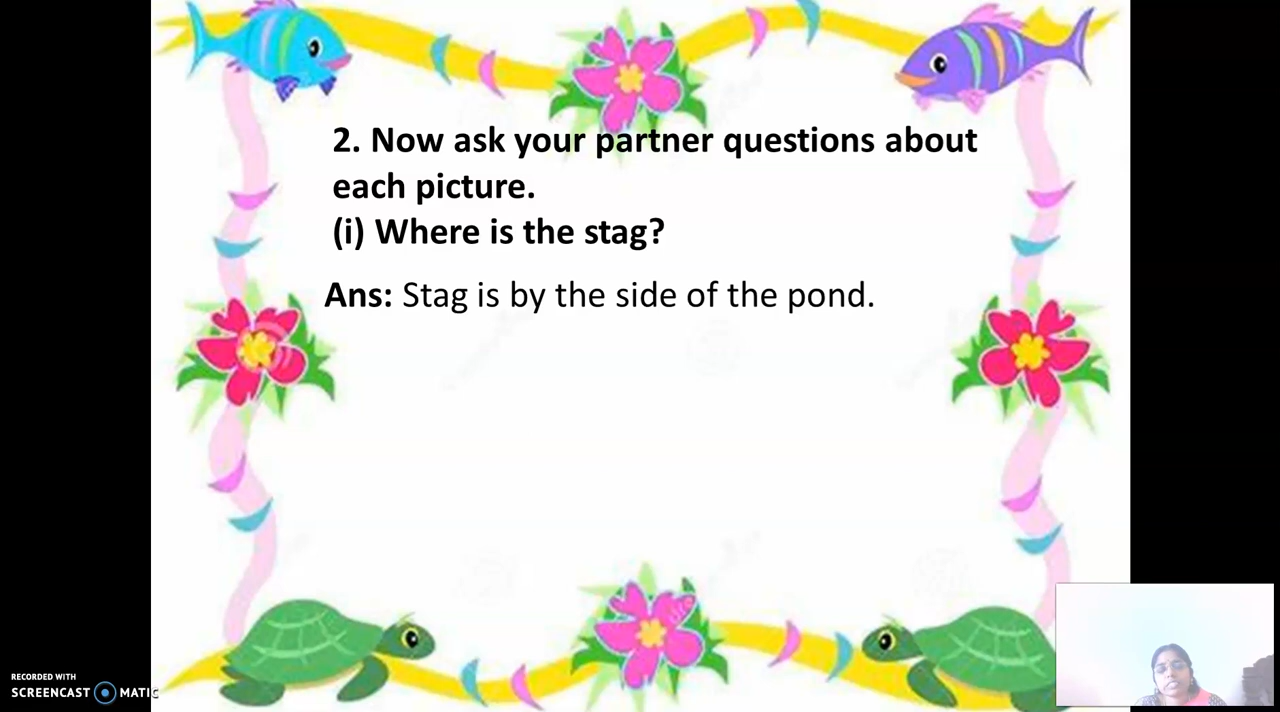 2. Now ask your partner questions about
each picture.
(i) Where is the stag?
Ans: Stag is by the side of the pond.
RECORDED WITH
SCREENCAST MATIC